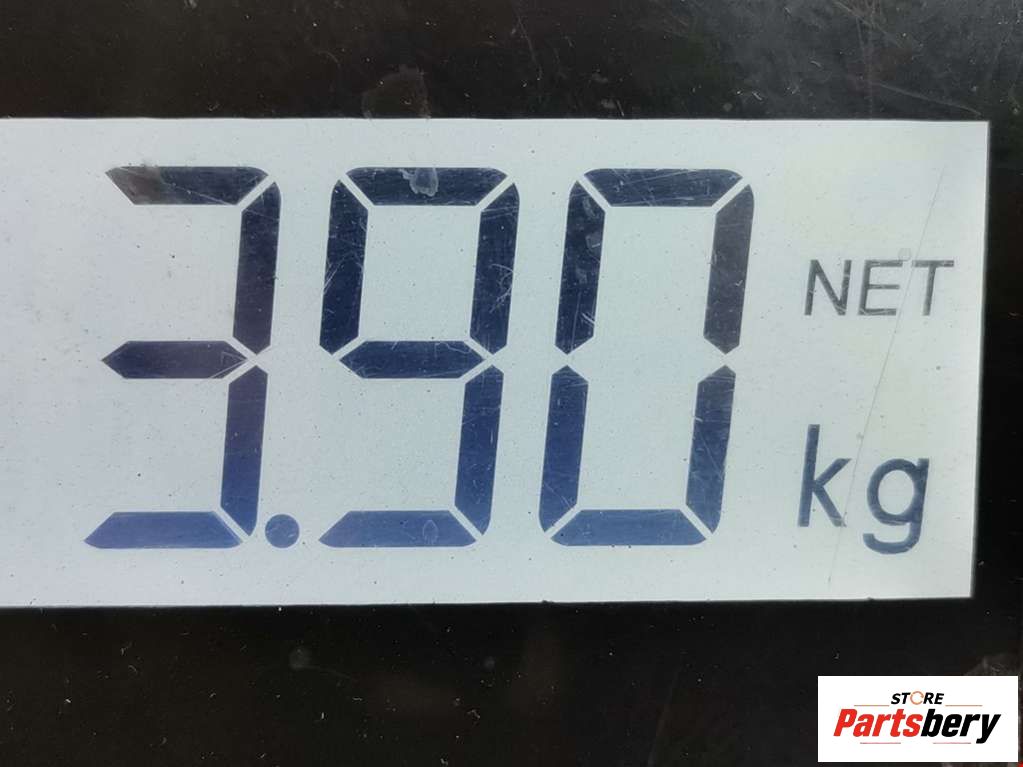 3.90
NET
kg
STORE
Partsbery